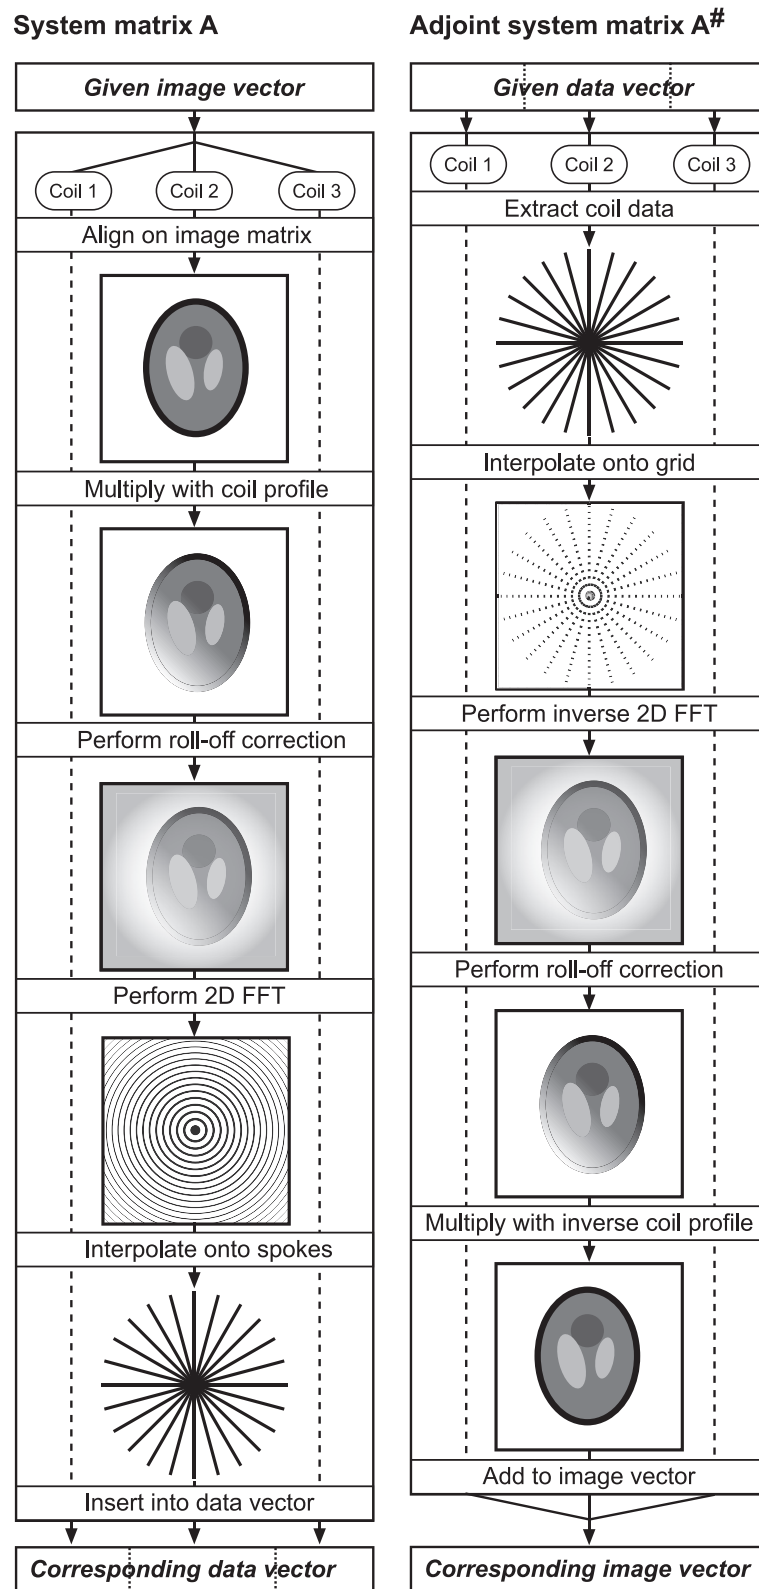 System matrix A
Given image vector
Coil 1 Coil 2 Coil 3
Align on image matrix
Multiply with coil profile
Perform roll-off correction
Perform 2D FFT
Interpolate onto spokes
Insert into data vector
Corresponding data vector
Adjoint system matrix A#
Given data vector
Coil 1 Coil 2 Coil 3
Extract coil data
Interpolate onto grid
Perform inverse 2D FFT
Perform roll-off correction
Multiply with inverse coil profile
Add to image vector
Corresponding image vector